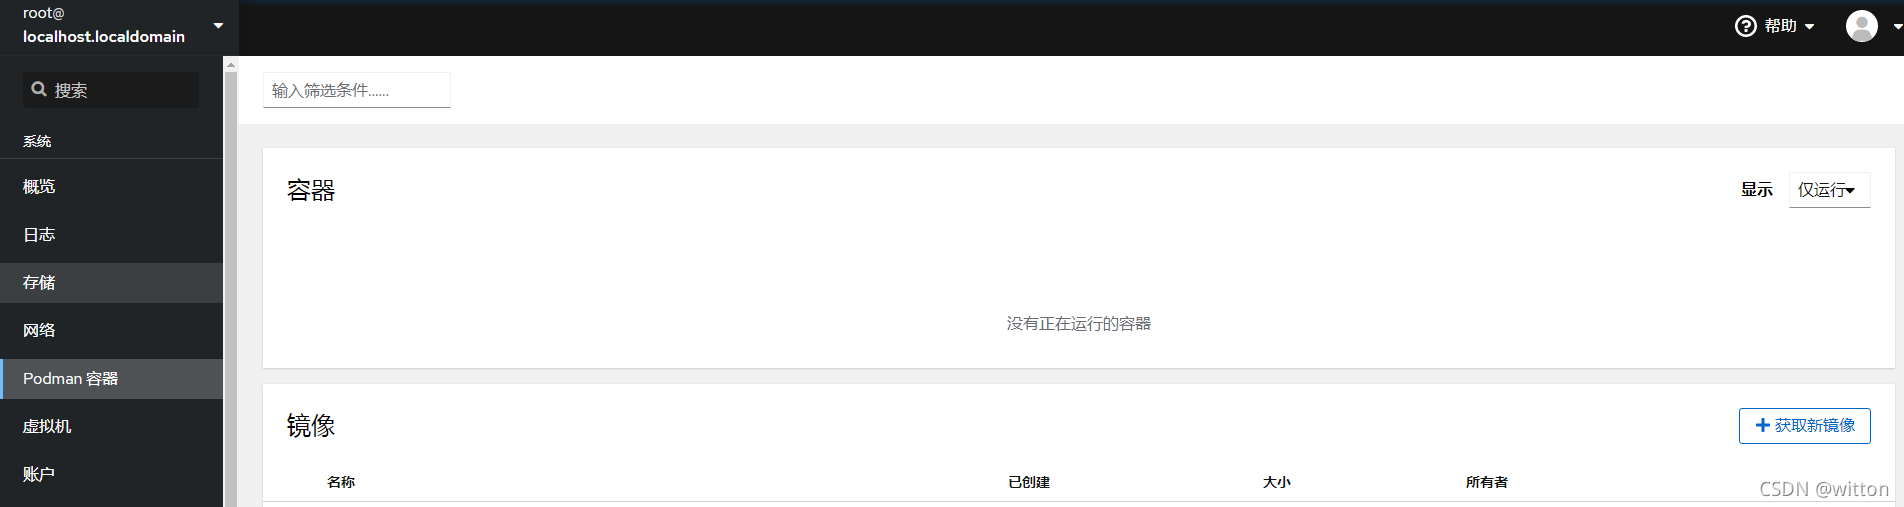 root@
localhost.localdomain
帮助
搜索
输入筛选条件......
系统
概览
日志
存储
网络
Podman 容器
虚拟机
账户
容器
显示 仅运行
没有正在运行的容器
镜像
获取新镜像
名称 已创建 大小 所有者
CSDN @witton